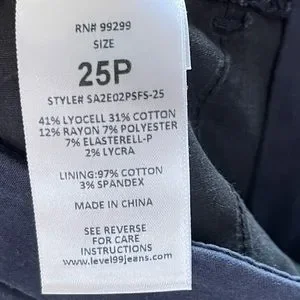 RN# 99299
SIZE
25P
STYLE# SA2E02PSFS-25
41% LYOCELL 31% COTTON
12% RAYON 7% POLYESTER
7% ELASTERELL-P
2% LYCRA
LINING:97% COTTON
3% SPANDEX
MADE IN CHINA
SEE REVERSE
FOR CARE
INSTRUCTIONS
www.level99jeans.com